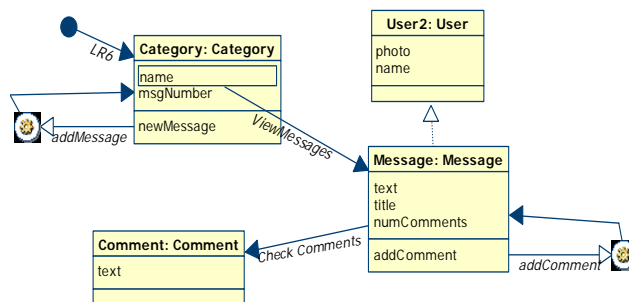 User2: User
photo
name
LR6
Category: Category
name
msgNumber
newMessage
addMessage
ViewMessages
Message: Message
text
title
numComments
addComment
addComment
Check Comments
Comment: Comment
text